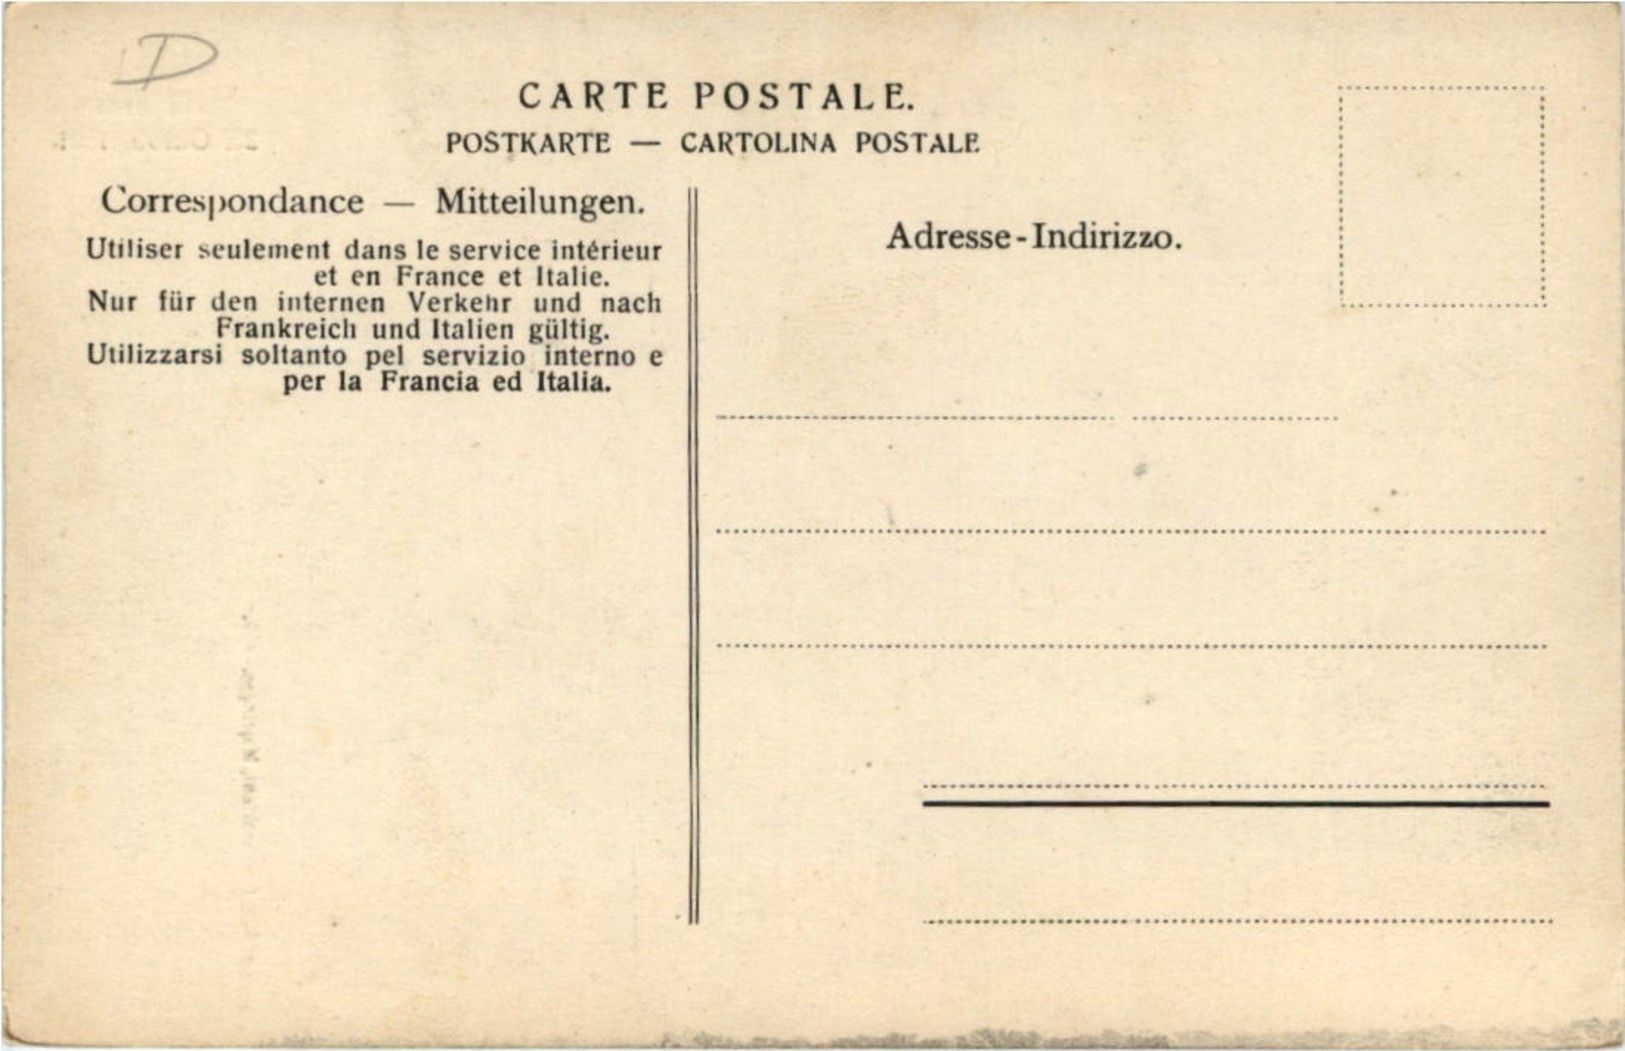 D
CARTE POSTALE.
POSTKARTE — CARTOLINA POSTALE
Correspondance — Mitteilungen.
Utiliser seulement dans le service intérieur
et en France et Italie.
Nur für den internen Verkehr und nach
Frankreich und Italien gültig.
Utilizzarsi soltanto pel servizio interno e
per la Francia ed Italia.
Adresse-Indirizzo.